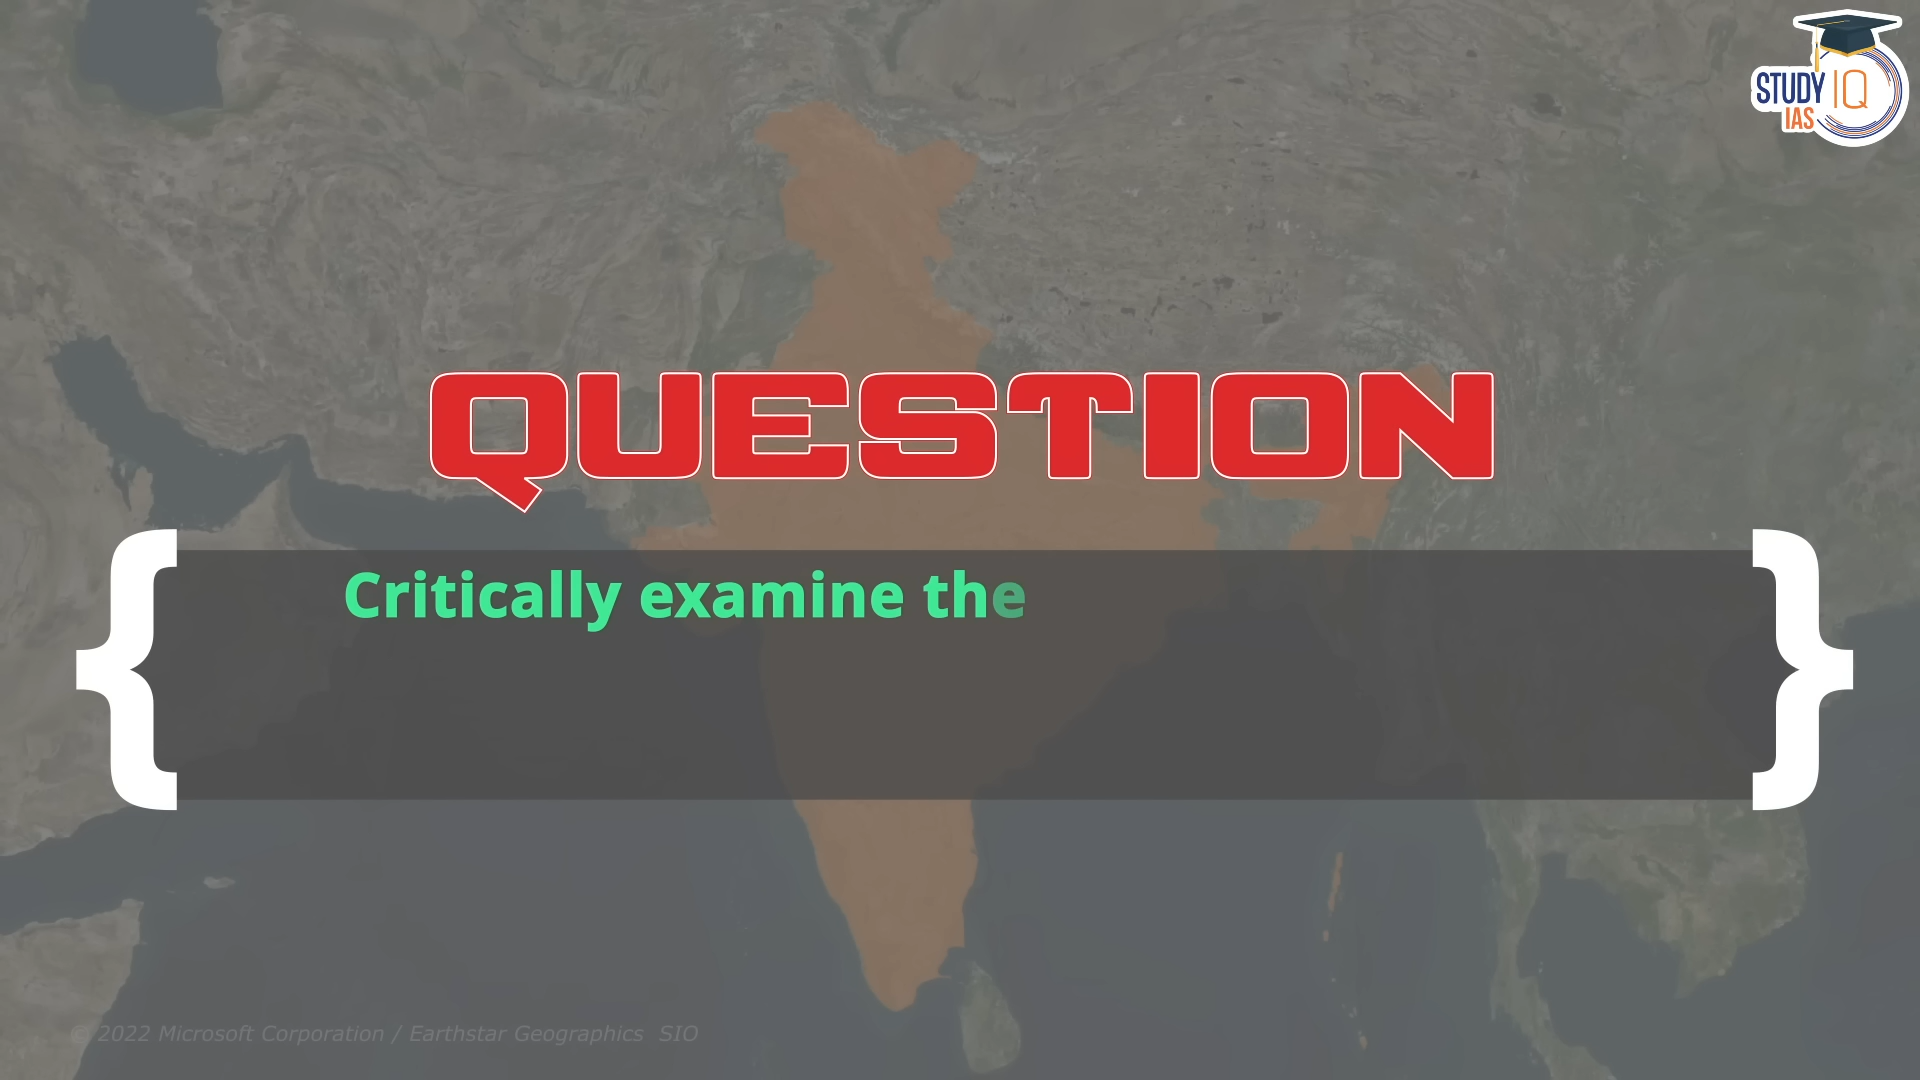 STUDY IQ
IAS
QUESTION
Critically examine the
© 2022 Microsoft Corporation / Earthstar Geographics SIO